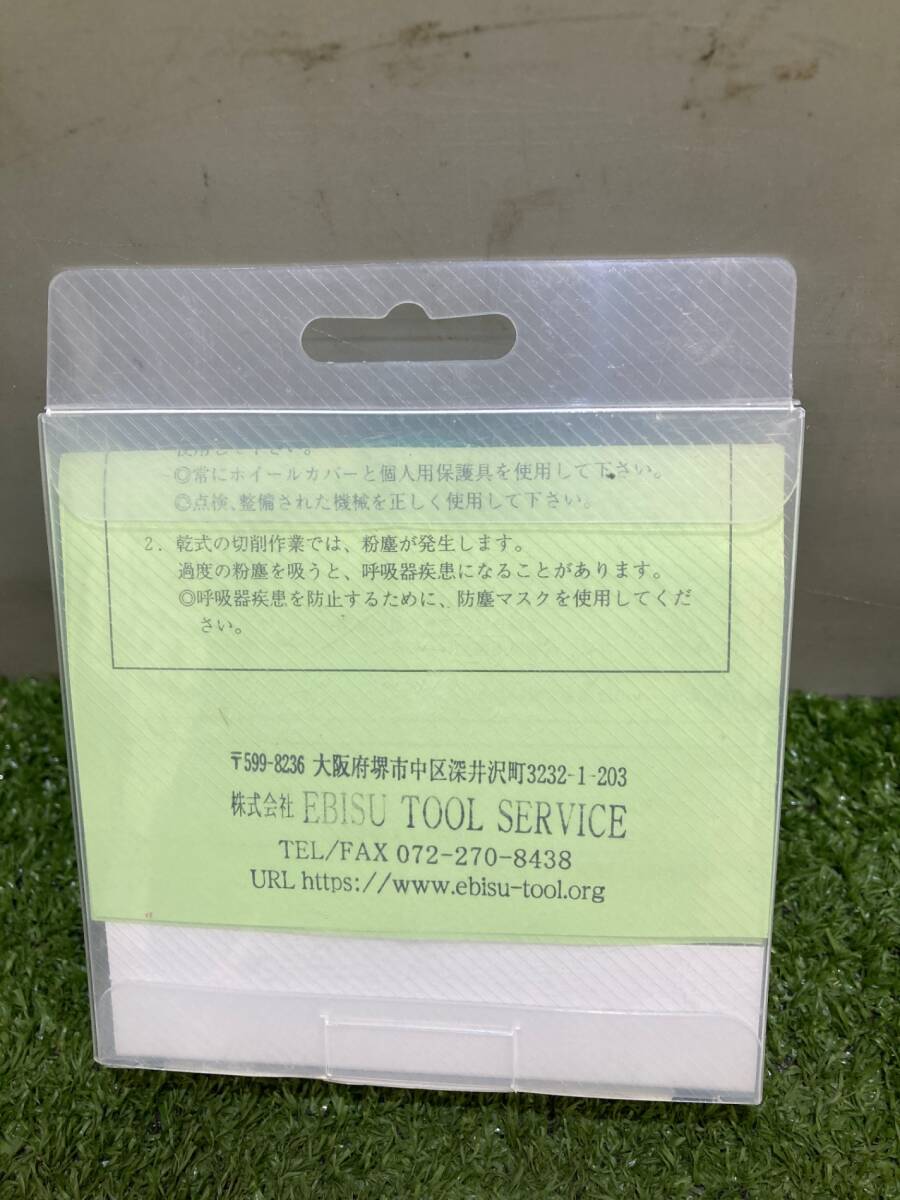 使用して下さい。
◎常にホイールカバーと個人用保護具を使用して下さい。
◎点検、整備された機械を正しく使用して下さい。
2. 乾式の切削作業では、粉塵が発生します。
過度の粉塵を吸うと、呼吸器疾患になることがあります。
◎呼吸器疾患を防止するために、防塵マスクを使用してくだ
さい。
〒599-8236 大阪府堺市中区深井沢町3232-1-203
株式会社 EBISU TOOL SERVICE
TEL/FAX 072-270-8438
URL https://www.ebisu-tool.org